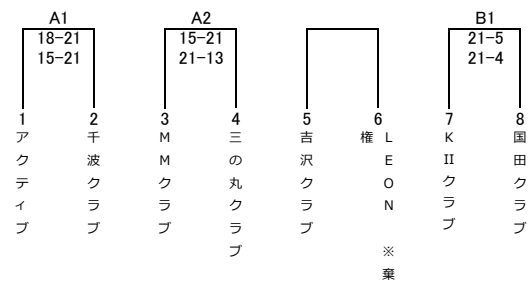 A1
18-21
15-21
A2
15-21
21-13
B1
21-5
21-4
1
2
3
4
5
6
7
8
アクティブ
千波クラブ
MMクラブ
三の丸クラブ
吉沢クラブ
LEON ※棄
権
KIIクラブ
国田クラブ